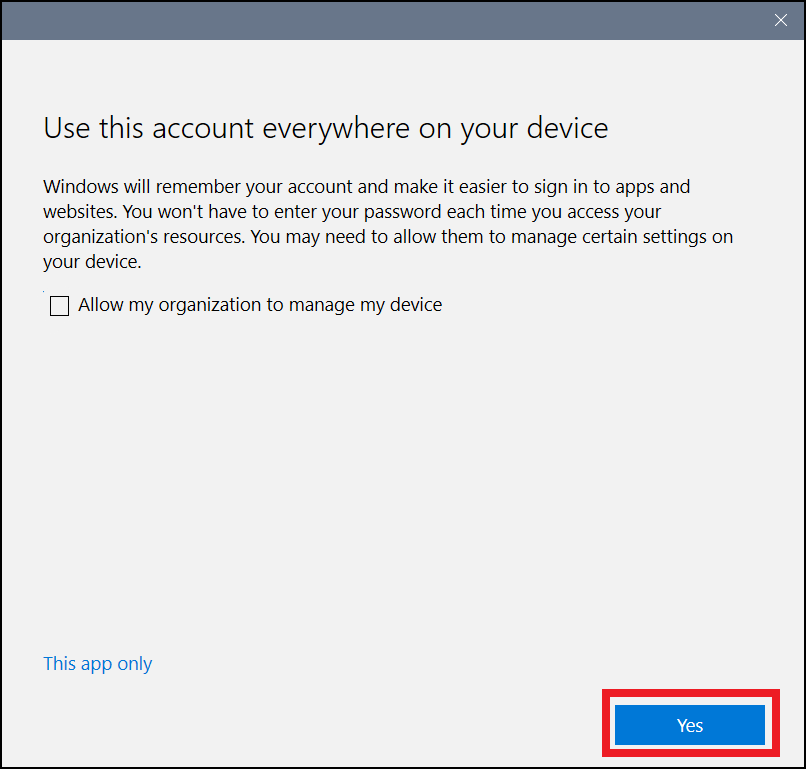 Use this account everywhere on your device
Windows will remember your account and make it easier to sign in to apps and
websites. You won't have to enter your password each time you access your
organization's resources. You may need to allow them to manage certain settings on
your device.
Allow my organization to manage my device
This app only
Yes